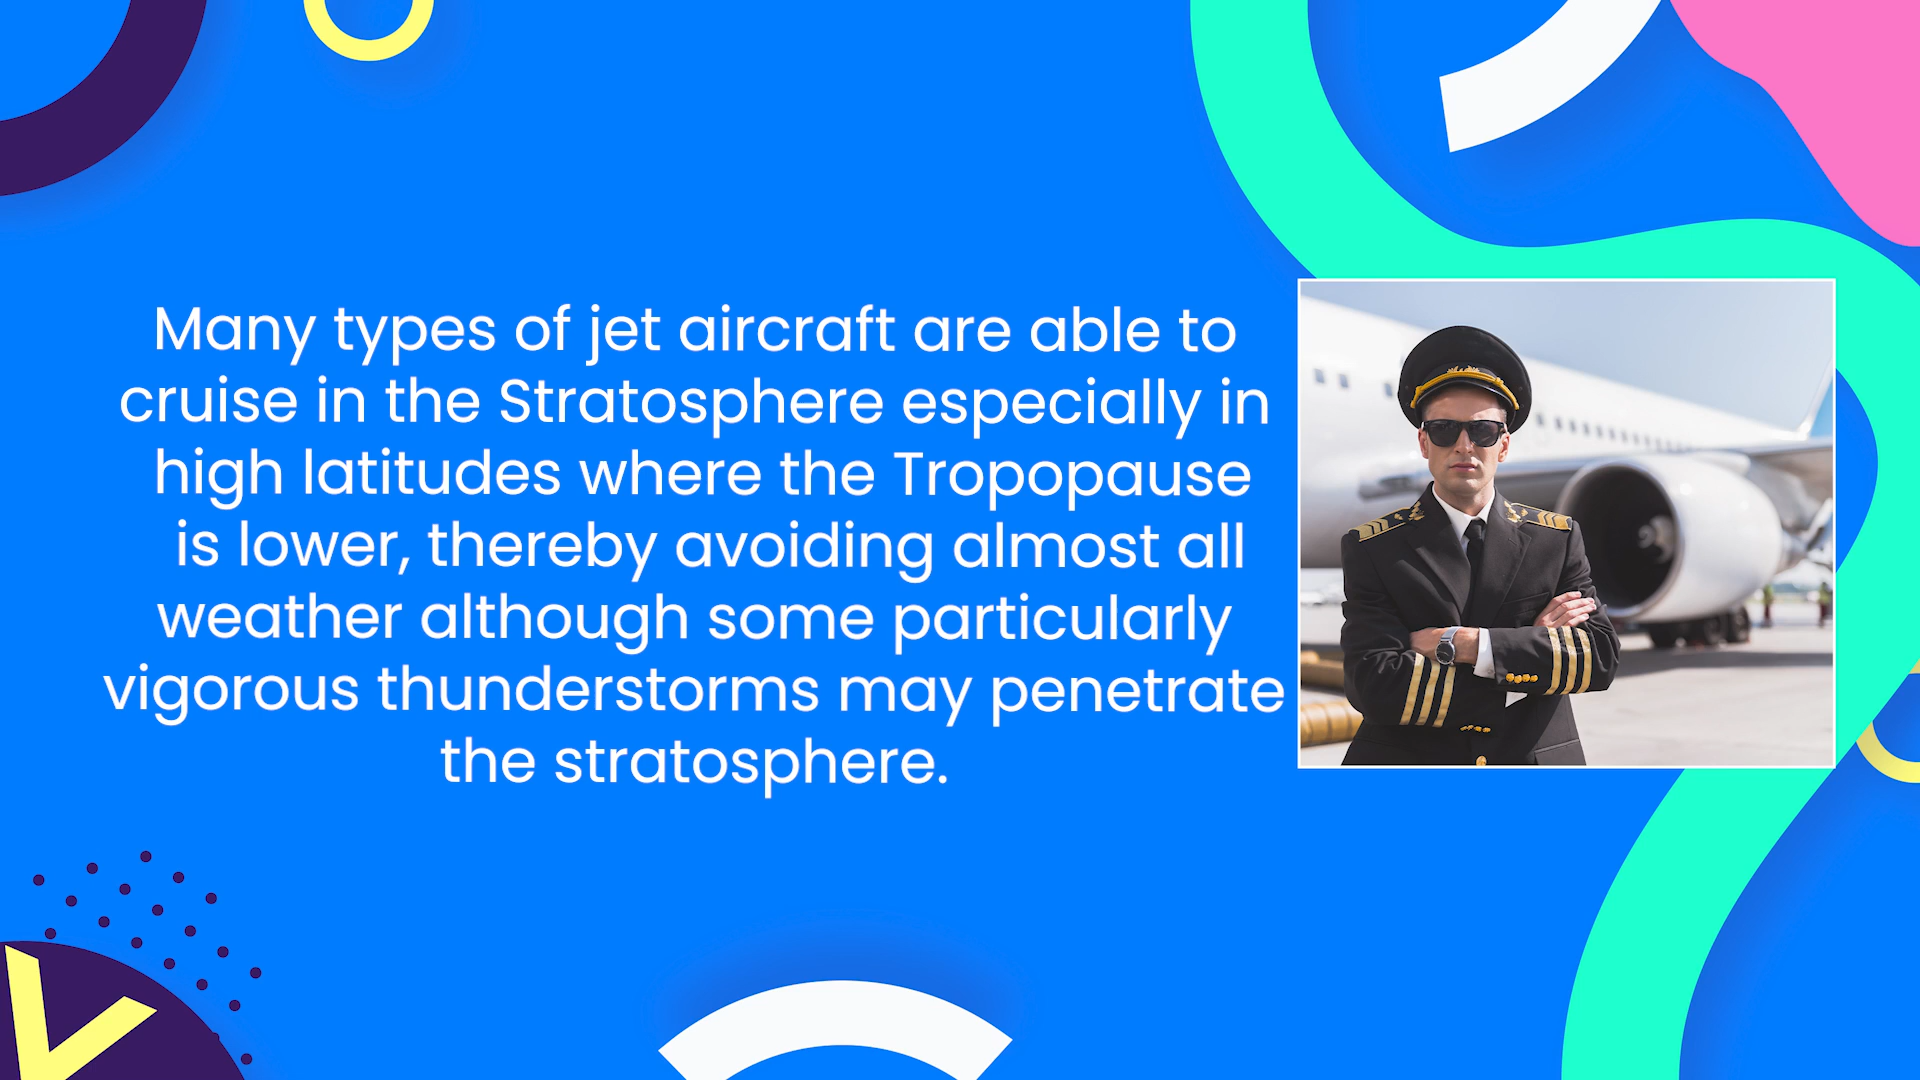 Many types of jet aircraft are able to
cruise in the Stratosphere especially in
high latitudes where the Tropopause
is lower, thereby avoiding almost all
weather although some particularly
vigorous thunderstorms may penetrate
the stratosphere.